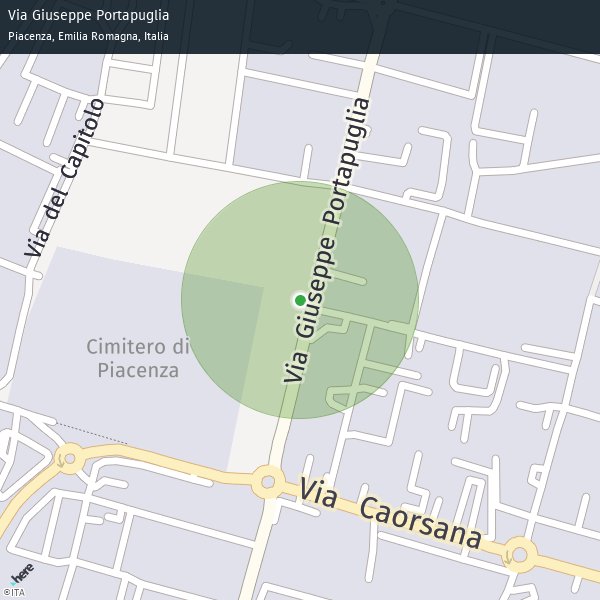 Via Giuseppe Portapuglia
Piacenza, Emilia Romagna, Italia
Via del Capitolo
Via Giuseppe Portapuglia
Cimitero di
Piacenza
Via Caorsana
here
©ITA